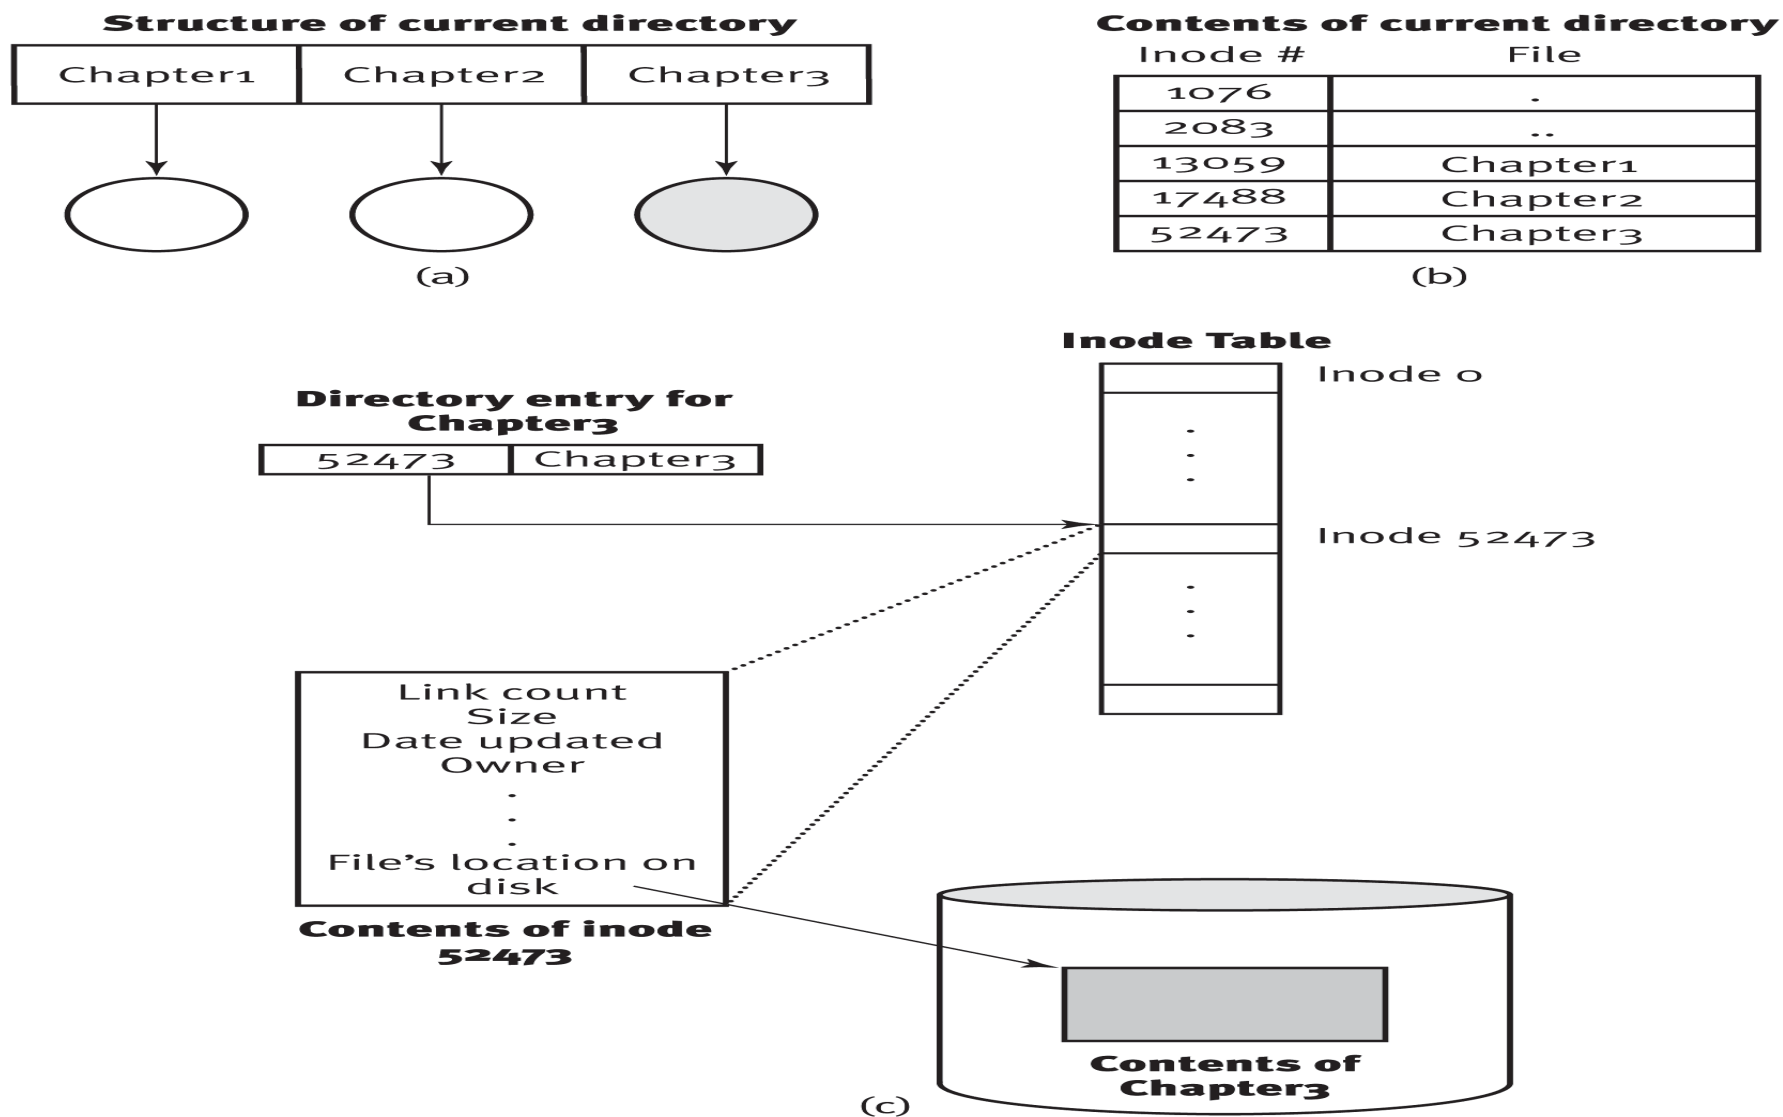 Structure of current directory
Chapter1 Chapter2 Chapter3
(a)
Contents of current directory
Inode # File
1076 .
2083 ..
13059 Chapter1
17488 Chapter2
52473 Chapter3
(b)
Inode Table
Inode 0
Directory entry for
Chapter3
52473 Chapter3
Inode 52473
Link count
Size
Date updated
Owner
.
.
.
File's location on
disk
Contents of inode
52473
Contents of
Chapter3
(c)